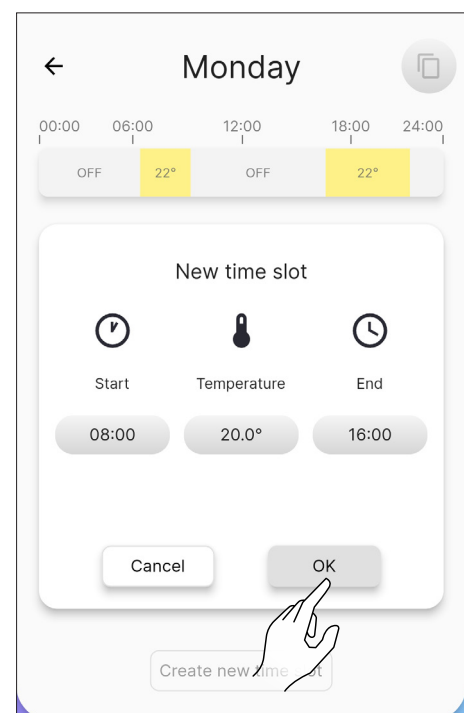 Monday
00:00 06:00 12:00 18:00 24:00
OFF 22° OFF 22°
New time slot
Start Temperature End
08:00 20.0° 16:00
Cancel OK
Create new time ot